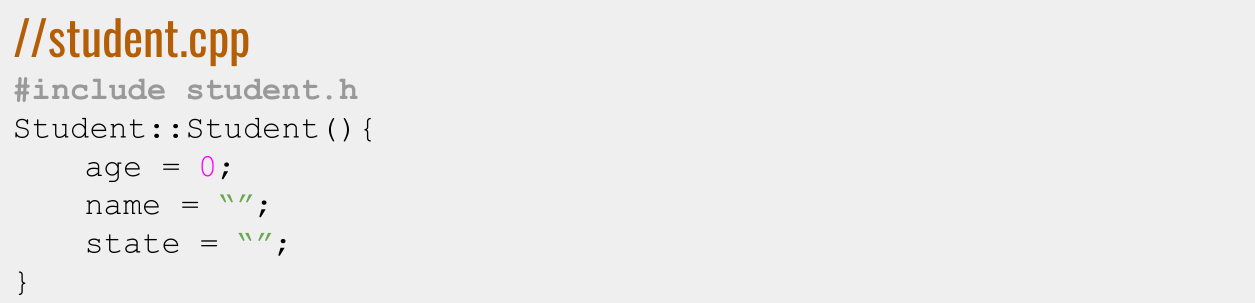 //student.cpp
#include student.h
Student::Student(){
    age = 0;
    name = “”;
    state = “”;
}